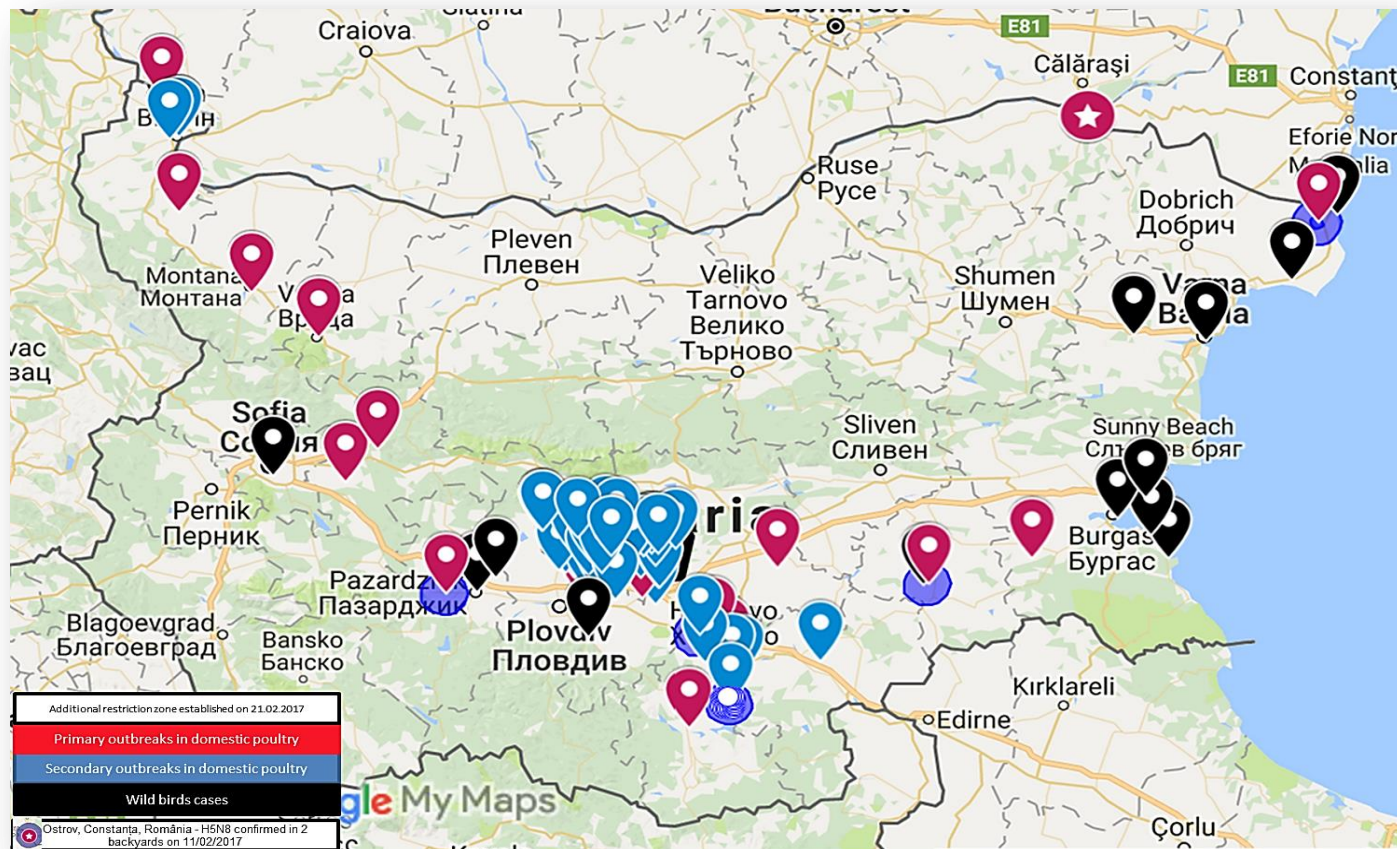 Craiova
Bucharest
E81
Călărași
E81
Constanț
Eforie Nor
Ruse
Русе
Dobrich
Добрич
Pleven
Плевен
Montana
Монтана
Veliko
Tarnovo
Велико
Търново
Shumen
Шумен
Sofia
Sliven
Сливен
Sunny Beach
Pernik
Перник
Burgas
Бургас
Пазарджик
Blagoevgrad
Благоевград
Bansko
Банско
Plovdiv
Пловдив
Kırklareli
Edirne
Çorlu
Additional restriction zone established on 21.02.2017
Primary outbreaks in domestic poultry
Secondary outbreaks in domestic poultry
Wild birds cases
gle My Maps
Ostrov, Constanța, România - H5N8 confirmed in 2
backyards on 11/02/2017